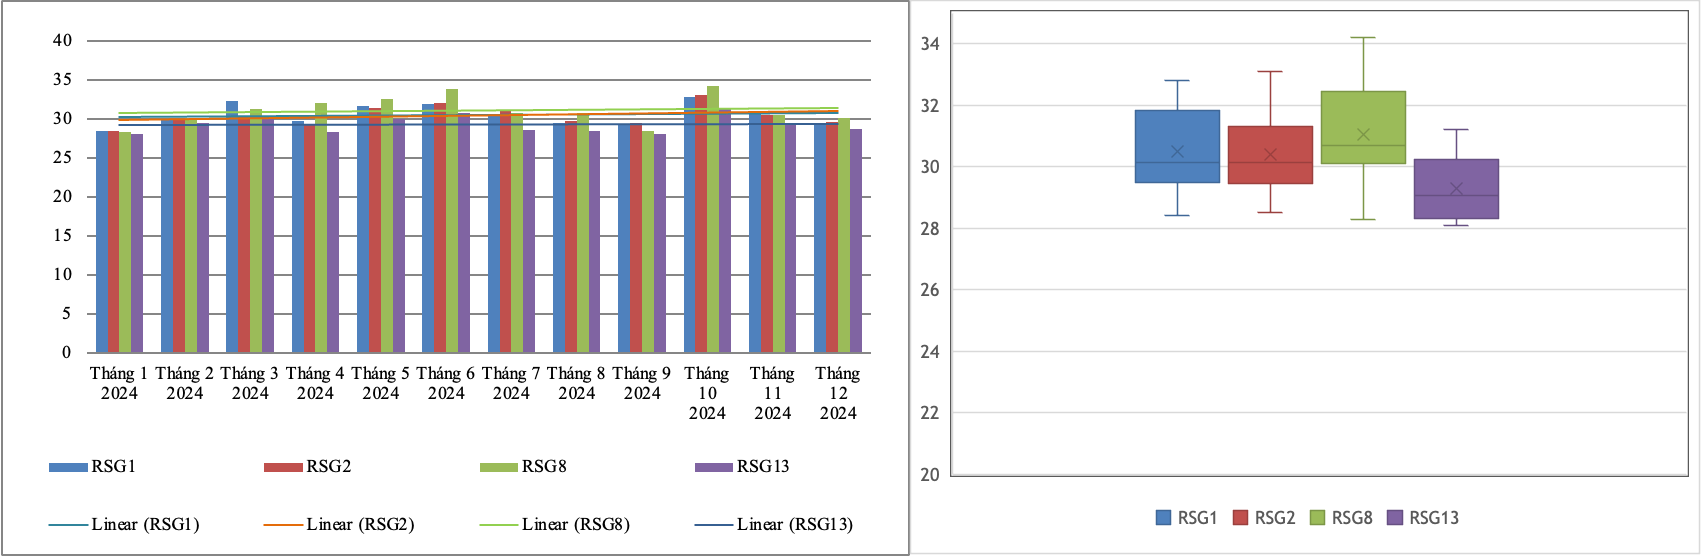 40
35
30
25
20
15
10
5
0
Tháng 1 2024
Tháng 2 2024
Tháng 3 2024
Tháng 4 2024
Tháng 5 2024
Tháng 6 2024
Tháng 7 2024
Tháng 8 2024
Tháng 9 2024
Tháng 10 2024
Tháng 11 2024
Tháng 12 2024
RSG1 RSG2 RSG8 RSG13
Linear (RSG1) Linear (RSG2) Linear (RSG8) Linear (RSG13)
34
32
30
28
26
24
22
20
RSG1 RSG2 RSG8 RSG13